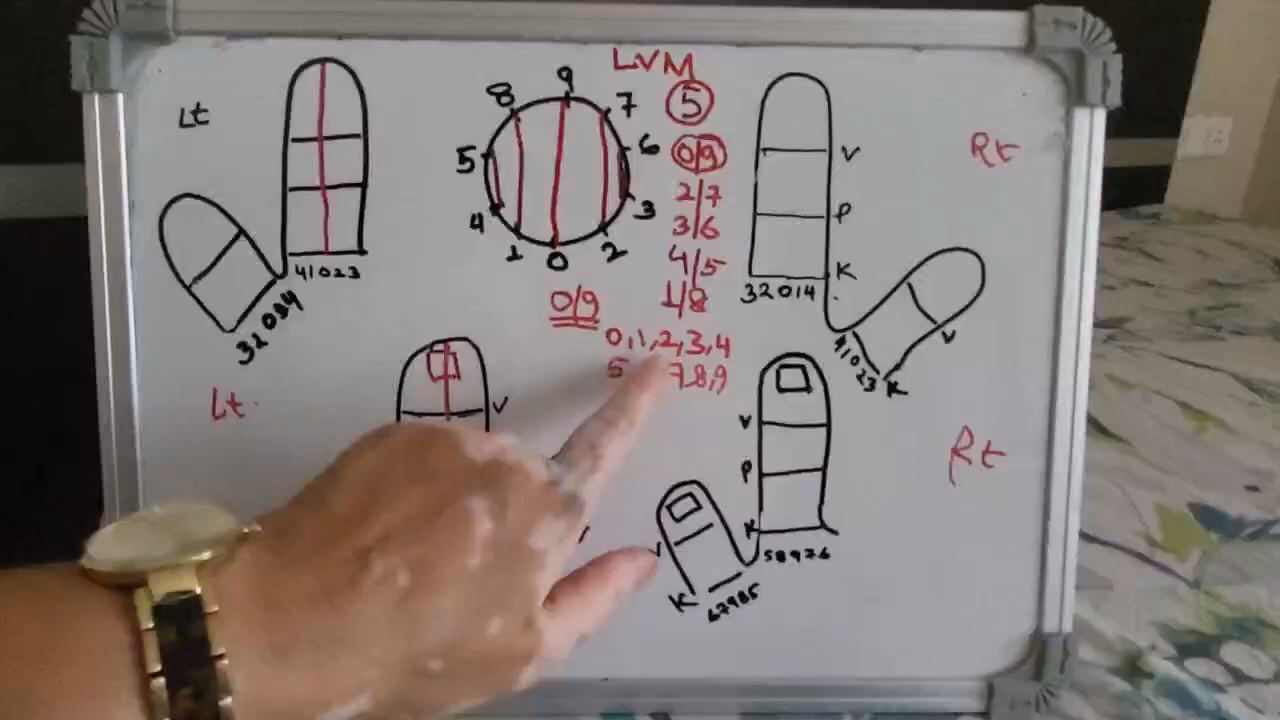 LVM
Lt
8 9 7
5 6
4 3
1 0 2
5
0/9
2/7
3/6
4/5
1/8
0/9
0,1,2,3,4
5 7,8,9
41023
32014
V
P
K
32014
Rt
V
K
41023
Lt
V
Rt
V
P
K
58976
K
67985